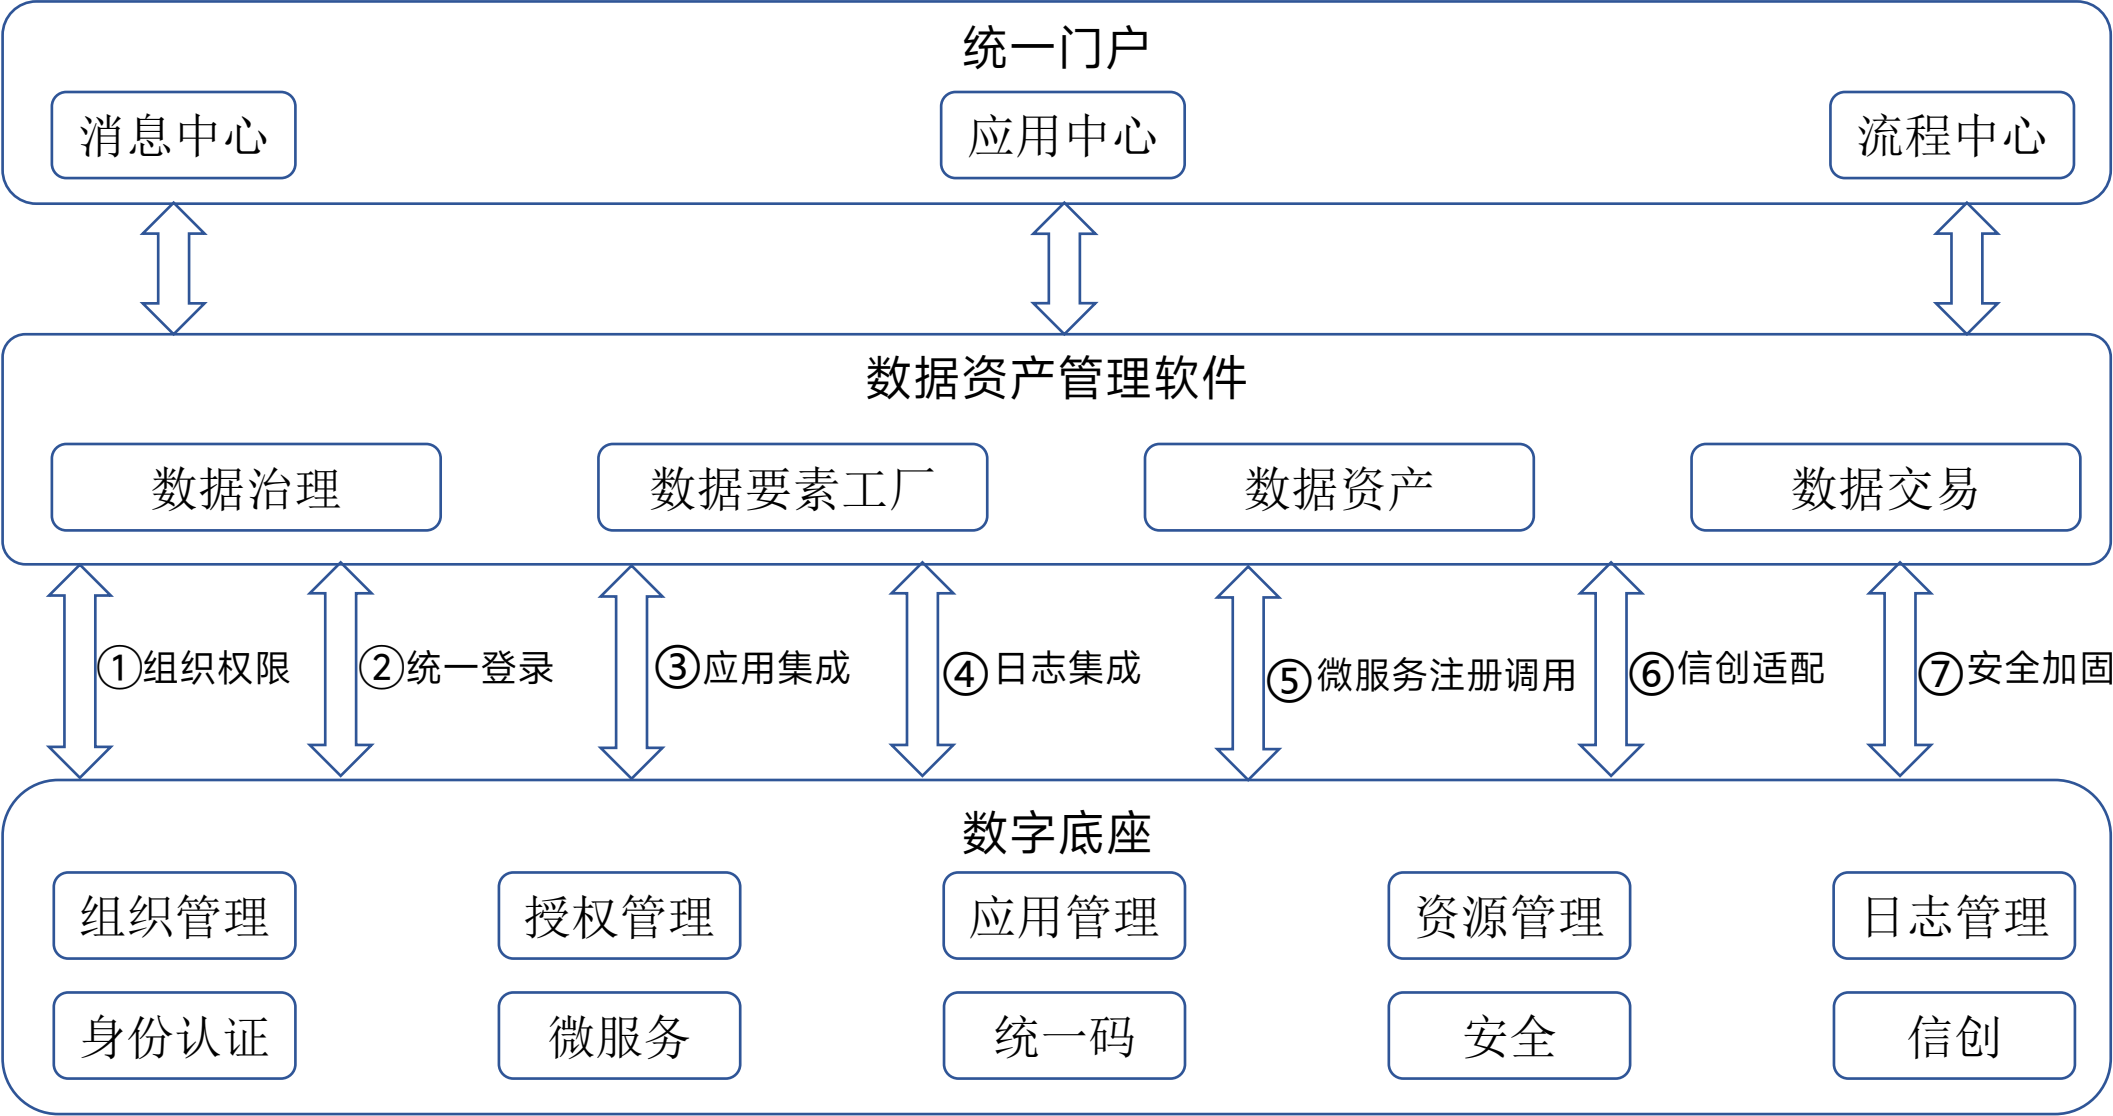 统一门户
消息中心
应用中心
流程中心
数据资产管理软件
数据治理
数据要素工厂
数据资产
数据交易
①组织权限
②统一登录
③应用集成
④日志集成
⑤微服务注册调用
⑥信创适配
⑦安全加固
数字底座
组织管理
授权管理
应用管理
资源管理
日志管理
身份认证
微服务
统一码
安全
信创